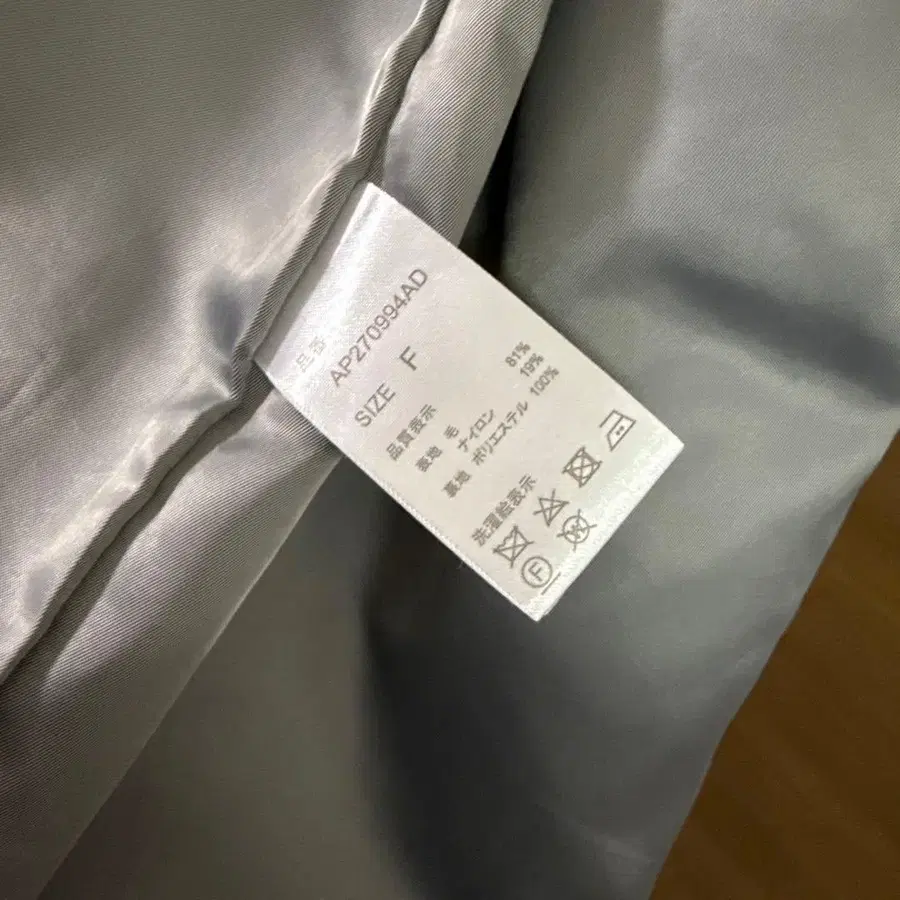 品番
AP270994AD
SIZE F
品質表示
表地 毛 81%
ナイロン 19%
裏地 ポリエステル 100%
洗濯絵表示
F